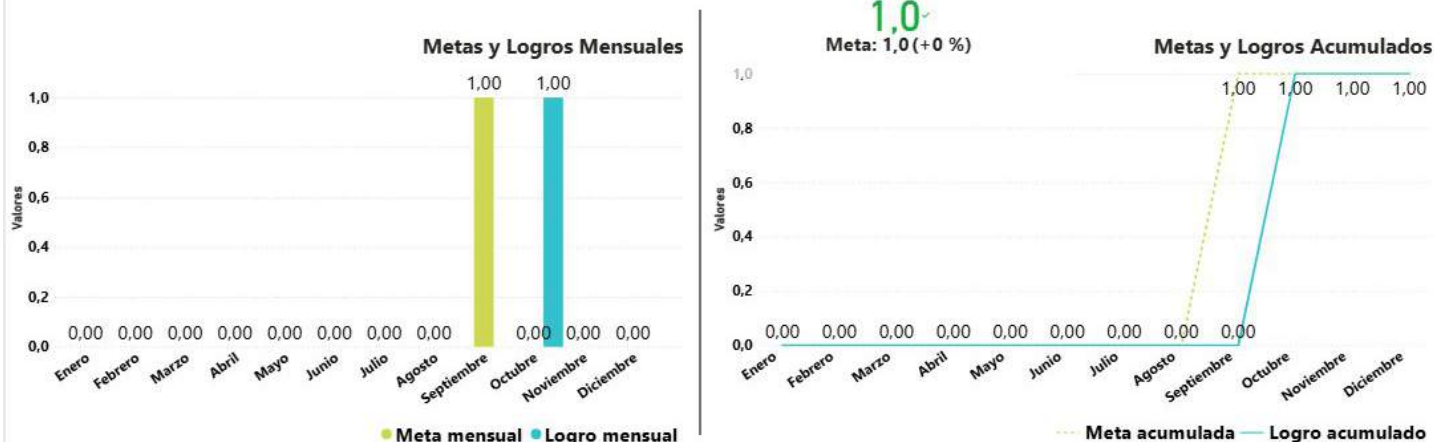 Metas y Logros Mensuales
1,00 1,00
1,0
0,8
0,6
0,4
0,2
0,0
Valores
0,00 0,00 0,00 0,00 0,00 0,00 0,00 0,00 0,00 0,00 0,00
Enero Febrero Marzo Abril Mayo Junio Julio Agosto Septiembre Octubre Noviembre Diciembre
Meta mensual Logro mensual
1,0
Meta: 1,0 (+0 %)
Metas y Logros Acumulados
1,0
1,00 1,00 1,00 1,00
0,8
0,6
0,4
0,2
0,0
Valores
0,00 0,00 0,00 0,00 0,00 0,00 0,00 0,00 0,00
Enero Febrero Marzo Abril Mayo Junio Julio Agosto Septiembre Octubre Noviembre Diciembre
Meta acumulada Logro acumulado